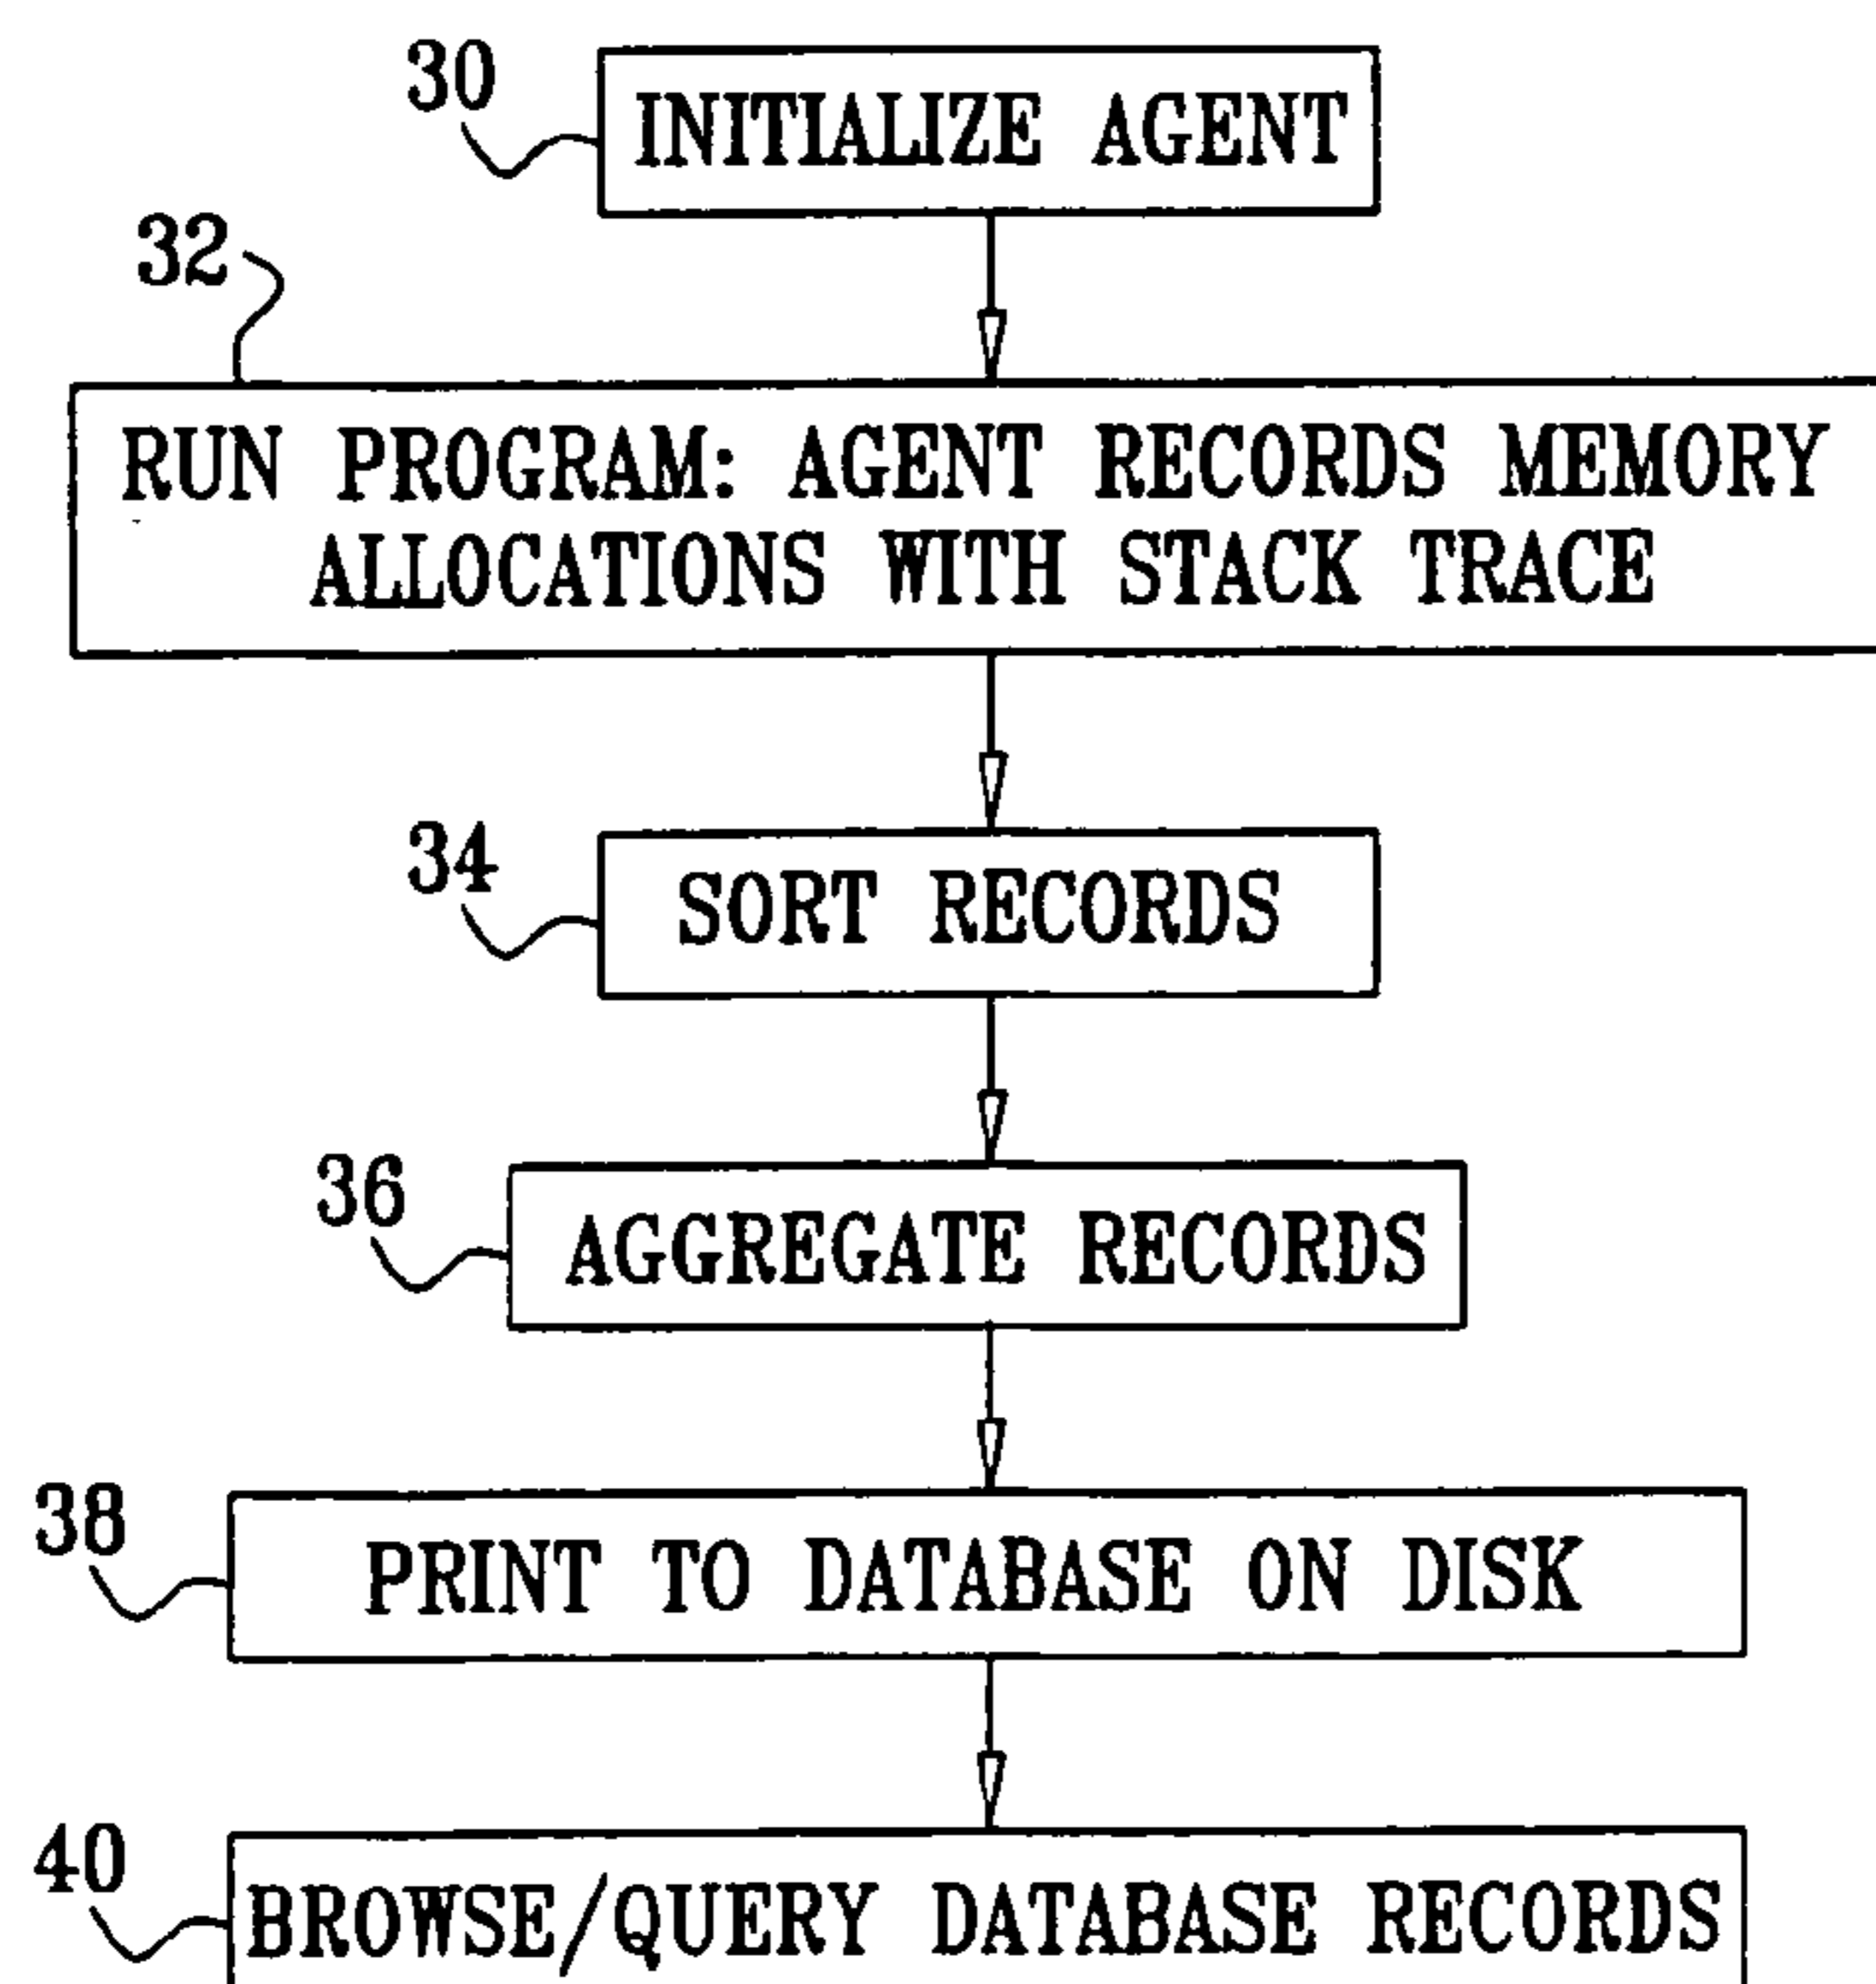 30
INITIALIZE AGENT
32
RUN PROGRAM: AGENT RECORDS MEMORY
ALLOCATIONS WITH STACK TRACE
34
SORT RECORDS
36
AGGREGATE RECORDS
38
PRINT TO DATABASE ON DISK
40
BROWSE/QUERY DATABASE RECORDS